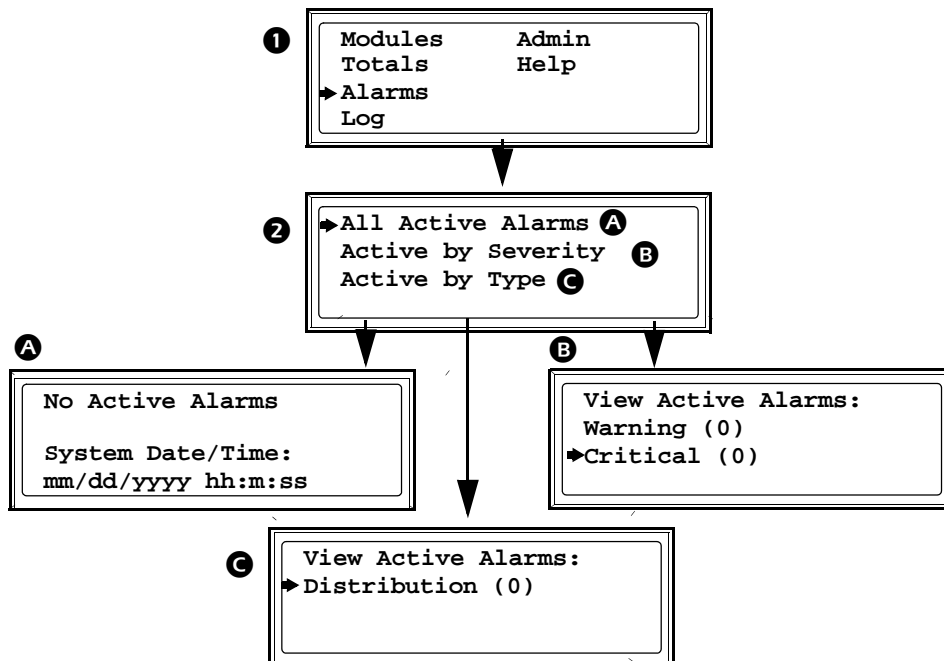 1
Modules Admin
Totals Help
Alarms
Log
2
All Active Alarms A
Active by Severity B
Active by Type C
A
No Active Alarms
System Date/Time:
mm/dd/yyyy hh:m:ss
B
View Active Alarms:
Warning (0)
Critical (0)
C
View Active Alarms:
Distribution (0)